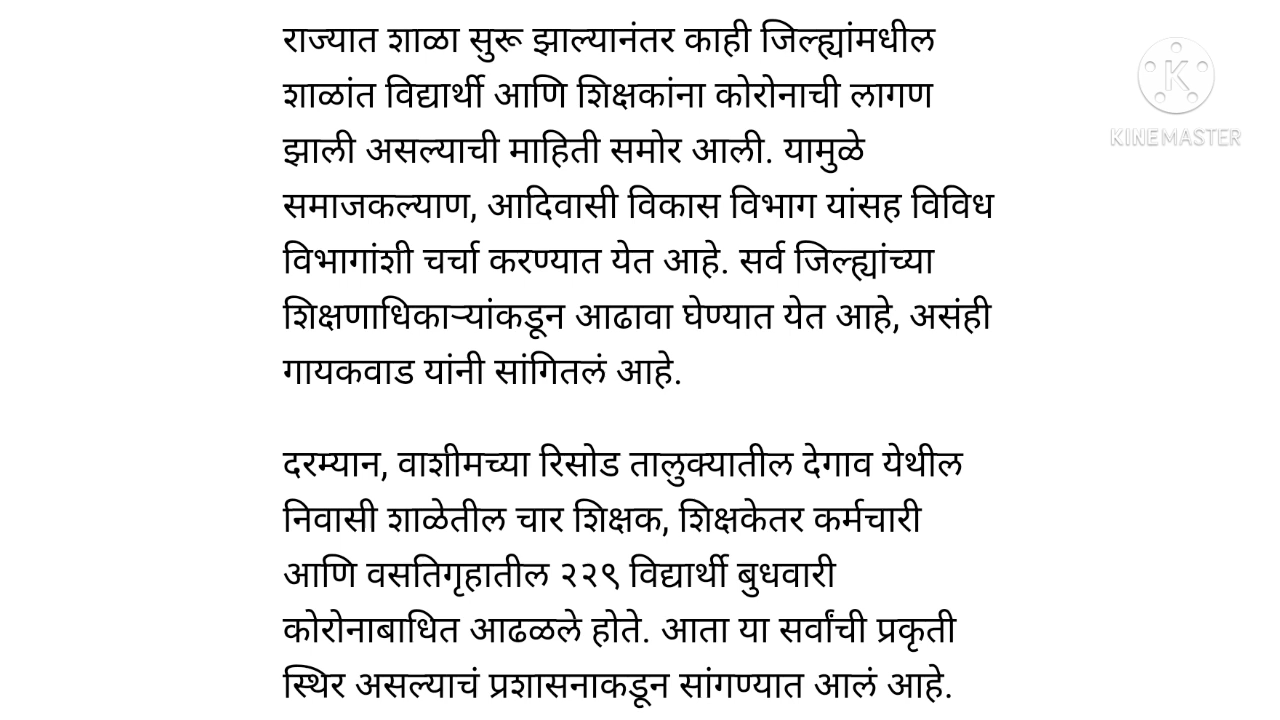 राज्यात शाळा सुरू झाल्यानंतर काही जिल्ह्यांमधील
शाळांत विद्यार्थी आणि शिक्षकांना कोरोनाची लागण
झाली असल्याची माहिती समोर आली. यामुळे
समाजकल्याण, आदिवासी विकास विभाग यांसह विविध
विभागांशी चर्चा करण्यात येत आहे. सर्व जिल्ह्यांच्या
शिक्षणाधिकाऱ्यांकडून आढावा घेण्यात येत आहे, असंही
गायकवाड यांनी सांगितलं आहे.
दरम्यान, वाशीमच्या रिसोड तालुक्यातील देगाव येथील
निवासी शाळेतील चार शिक्षक, शिक्षकेतर कर्मचारी
आणि वसतिगृहातील २२९ विद्यार्थी बुधवारी
कोरोनाबाधित आढळले होते. आता या सर्वांची प्रकृती
स्थिर असल्याचं प्रशासनाकडून सांगण्यात आलं आहे.
K
KINEMASTER